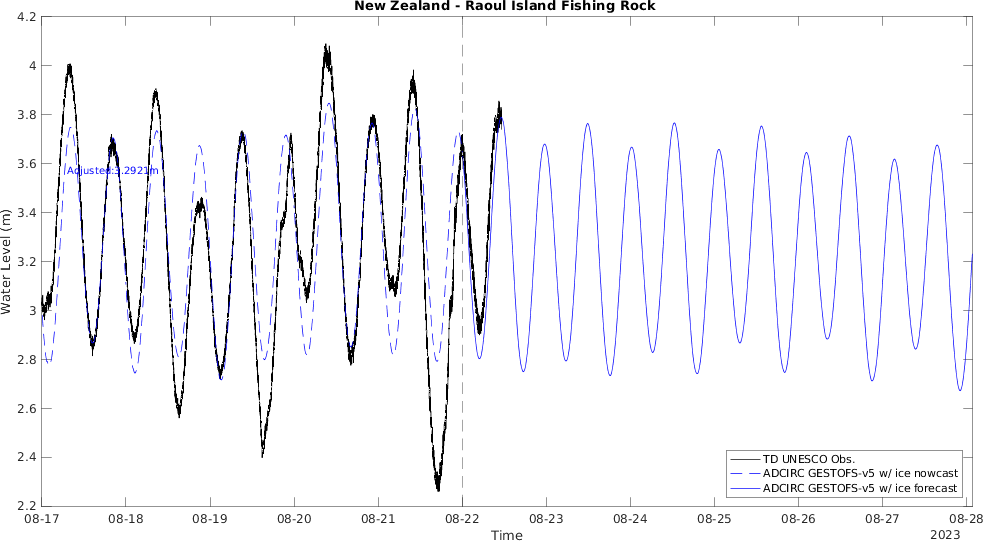 New Zealand - Raoul Island Fishing Rock
4.2
4
3.8
3.6
3.4
3.2
3
2.8
2.6
2.4
2.2
Water Level (m)
Adjusted:3.2921m
TD UNESCO Obs.
ADCIRC GESTOFS-v5 w/ ice nowcast
ADCIRC GESTOFS-v5 w/ ice forecast
08-17 08-18 08-19 08-20 08-21 08-22 08-23 08-24 08-25 08-26 08-27 08-28
Time
2023